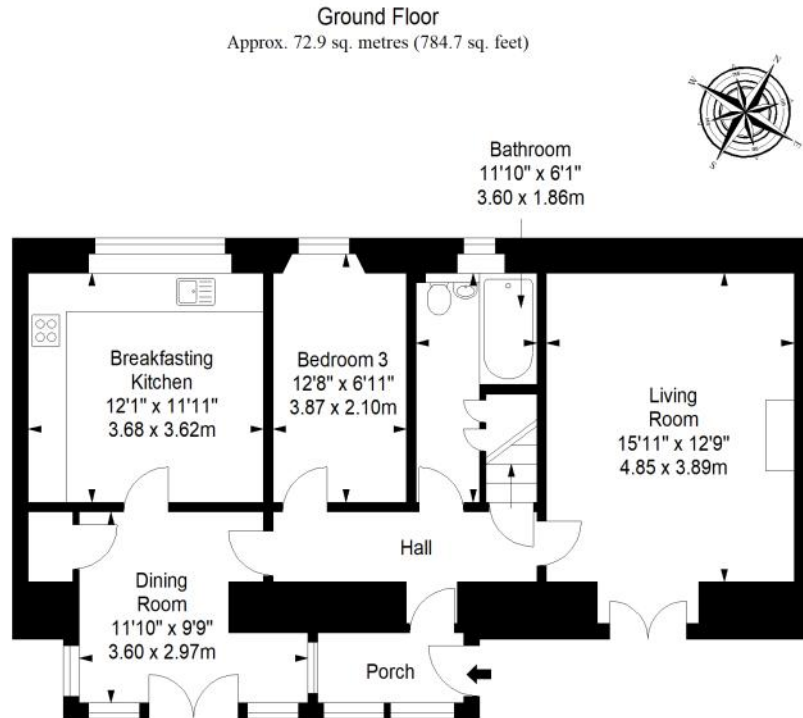 Ground Floor
Approx. 72.9 sq. metres (784.7 sq. feet)
N
W
E
S
Bathroom
11'10" x 6'1"
3.60 x 1.86m
Breakfasting
Kitchen
12'1" x 11'11"
3.68 x 3.62m
Bedroom 3
12'8" x 6'11"
3.87 x 2.10m
Living
Room
15'11" x 12'9"
4.85 x 3.89m
Hall
Dining
Room
11'10" x 9'9"
3.60 x 2.97m
Porch